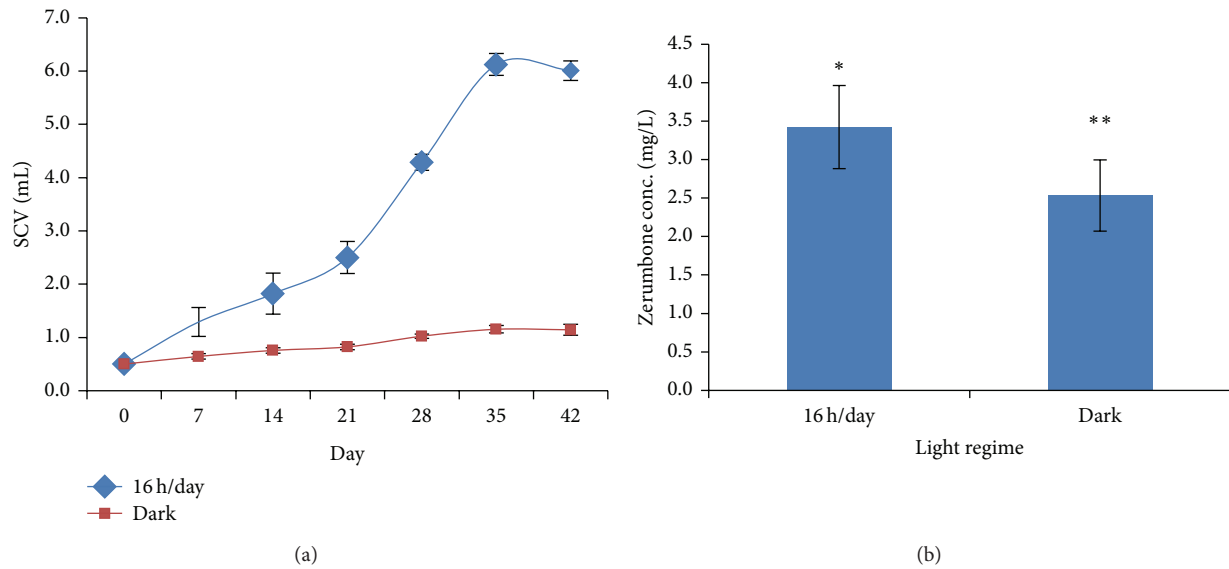 7.0
6.0
5.0
4.0
3.0
2.0
1.0
0.0
SCV (mL)
0 7 14 21 28 35 42
Day
16 h/day
Dark
(a)
4.5
4.0
3.5
3.0
2.5
2.0
1.5
1.0
0.5
0.0
Zerumbone conc. (mg/L)
*
**
16 h/day Dark
Light regime
(b)